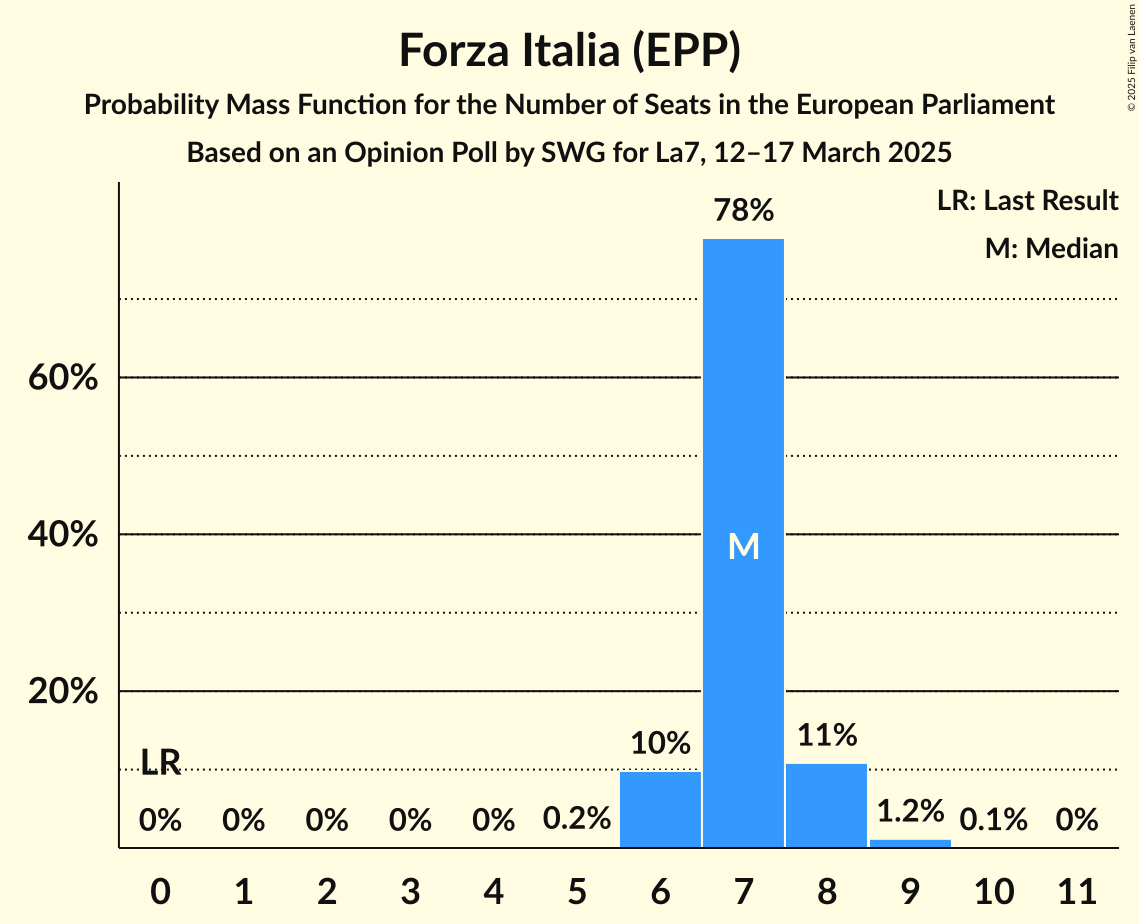 Forza Italia (EPP)
Probability Mass Function for the Number of Seats in the European Parliament
Based on an Opinion Poll by SWG for La7, 12–17 March 2025
© 2025 Filip van Laenen
LR: Last Result
M: Median
78%
60%
40%
20%
M
LR
0%
0%
0%
0%
0%
0.2%
10%
11%
1.2%
0.1%
0%
0 1 2 3 4 5 6 7 8 9 10 11